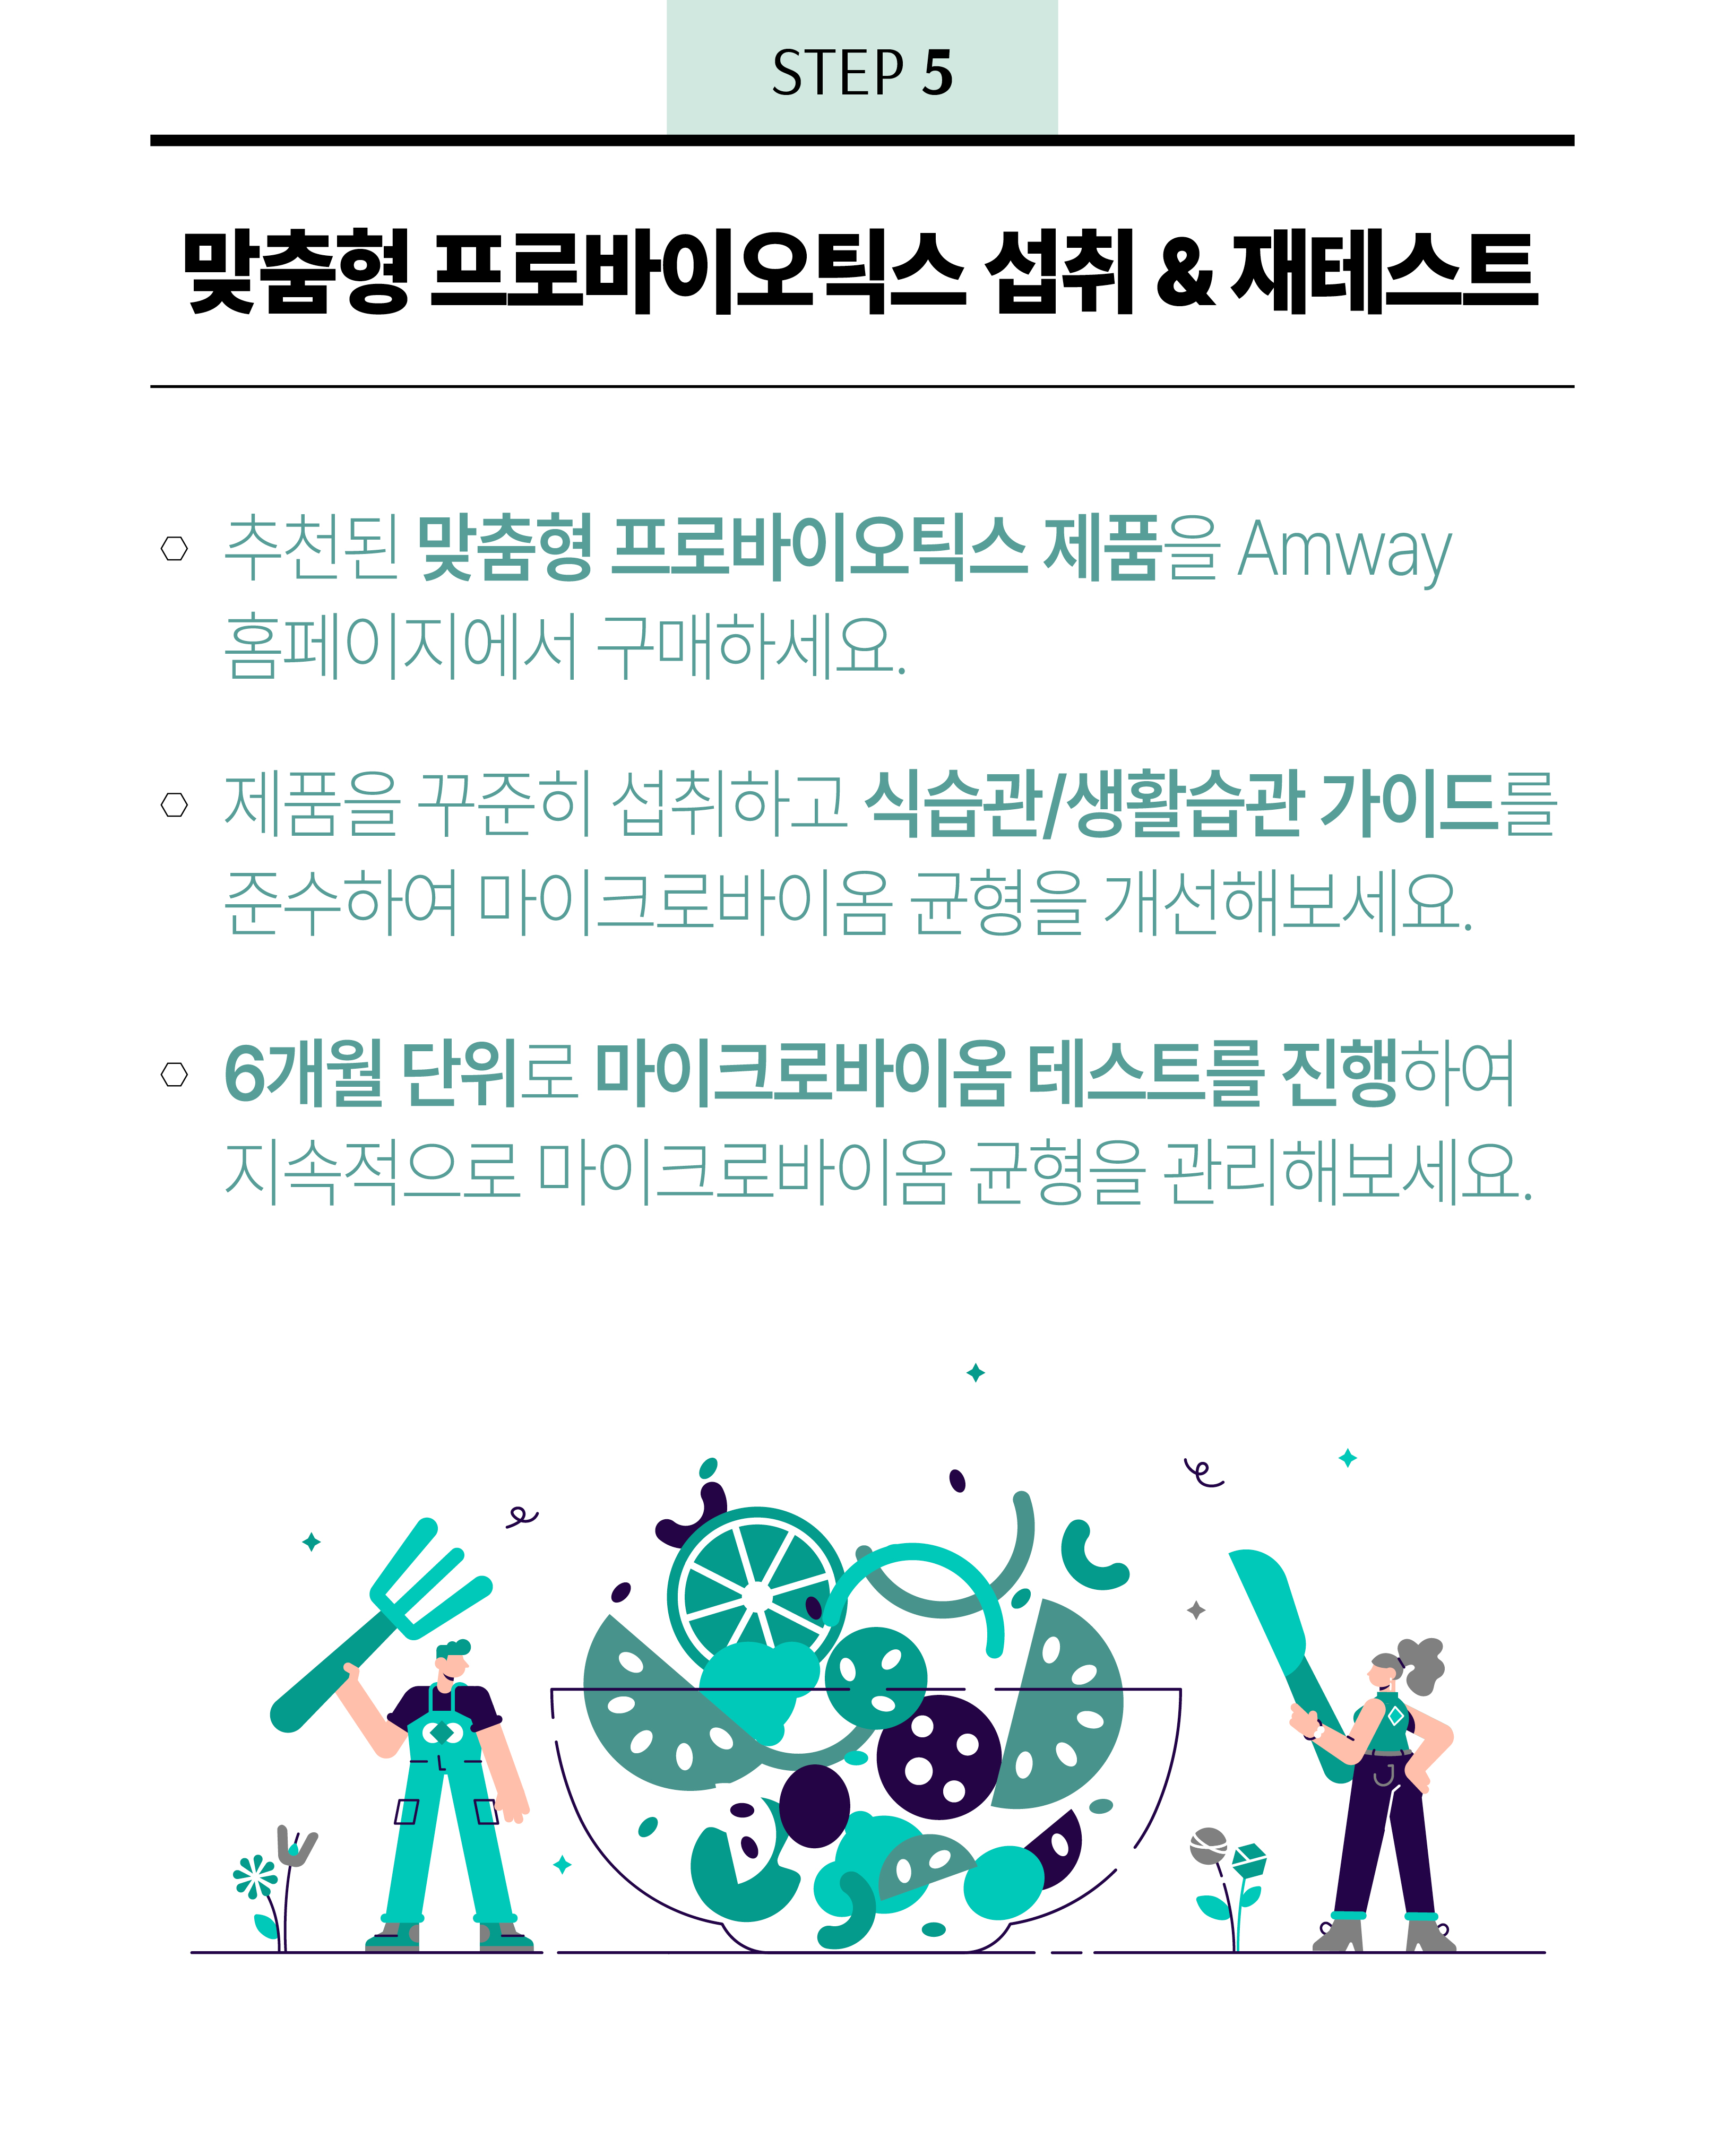 STEP 5
맞춤형 프로바이오틱스 섭취 & 재테스트
추천된 맞춤형 프로바이오틱스 제품을 Amway
홈페이지에서 구매하세요.
제품을 꾸준히 섭취하고 식습관/생활습관 가이드를
준수하여 마이크로바이옴 균형을 개선해보세요.
6개월 단위로 마이크로바이옴 테스트를 진행하여
지속적으로 마이크로바이옴 균형을 관리해보세요.